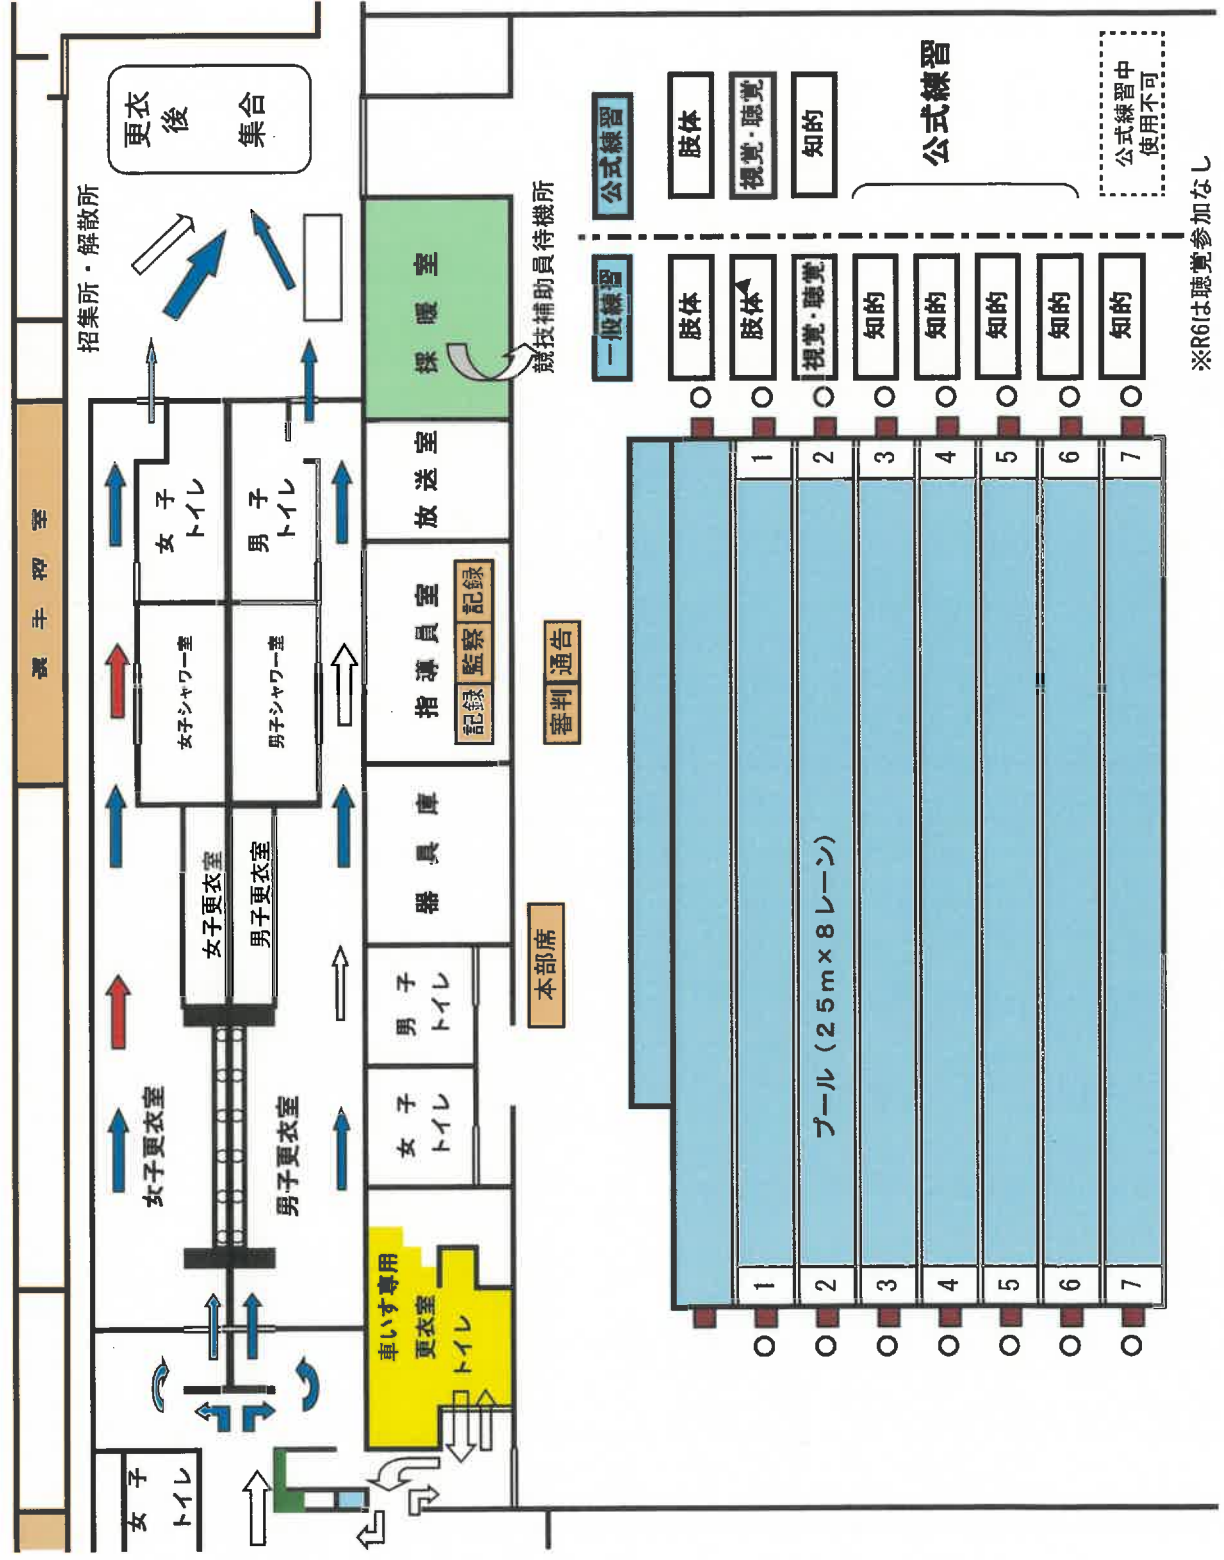 選手控室
招集所・解散所
更衣
後
集合
女子
トイレ
女子更衣室
男子更衣室
女子更衣室
男子更衣室
女子シャワー室
男子シャワー室
女子
トイレ
男子
トイレ
車いす専用
更衣室
トイレ
女子
トイレ
男子
トイレ
器具庫
指導員室
記録
監察
記録
放送室
採暖室
本部席
審判
通告
競技補助員待機所
一般練習
公式練習
肢体
肢体
視覚・聴覚
知的
知的
知的
知的
知的
肢体
視覚・聴覚
知的
公式練習
公式練習中
使用不可
※R6は聴覚参加なし
プール(25m×8レーン)
1
2
3
4
5
6
7
1
2
3
4
5
6
7